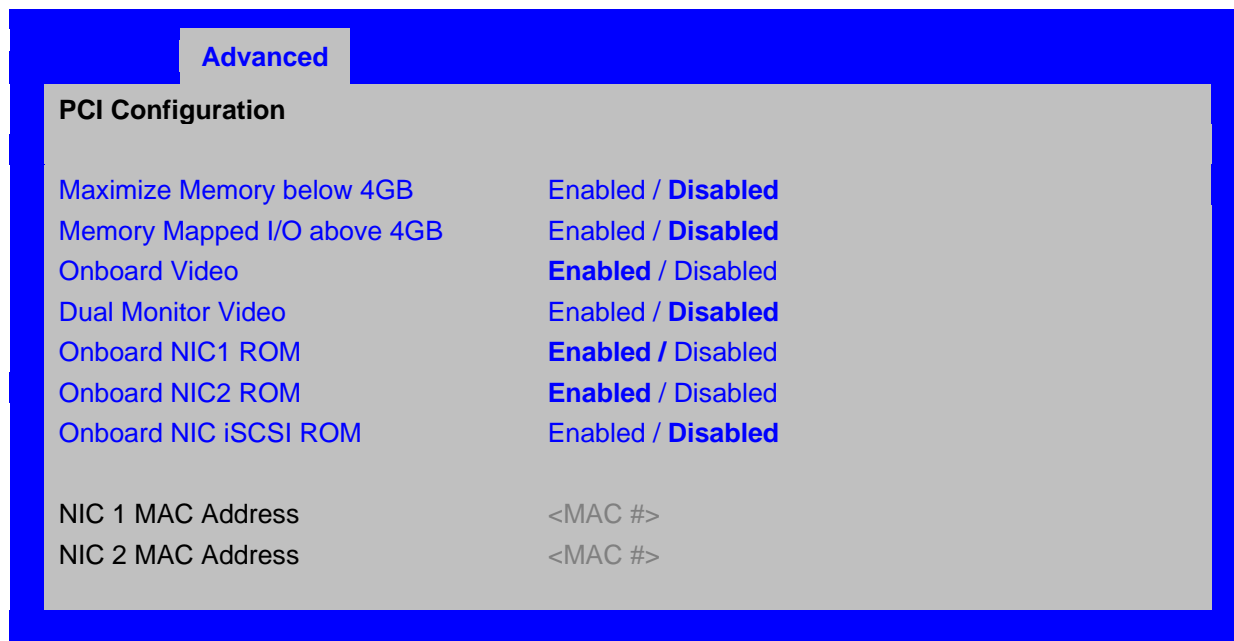 Advanced
PCI Configuration
Maximize Memory below 4GB Enabled / Disabled
Memory Mapped I/O above 4GB Enabled / Disabled
Onboard Video Enabled / Disabled
Dual Monitor Video Enabled / Disabled
Onboard NIC1 ROM Enabled / Disabled
Onboard NIC2 ROM Enabled / Disabled
Onboard NIC iSCSI ROM Enabled / Disabled
NIC 1 MAC Address <MAC #>
NIC 2 MAC Address <MAC #>